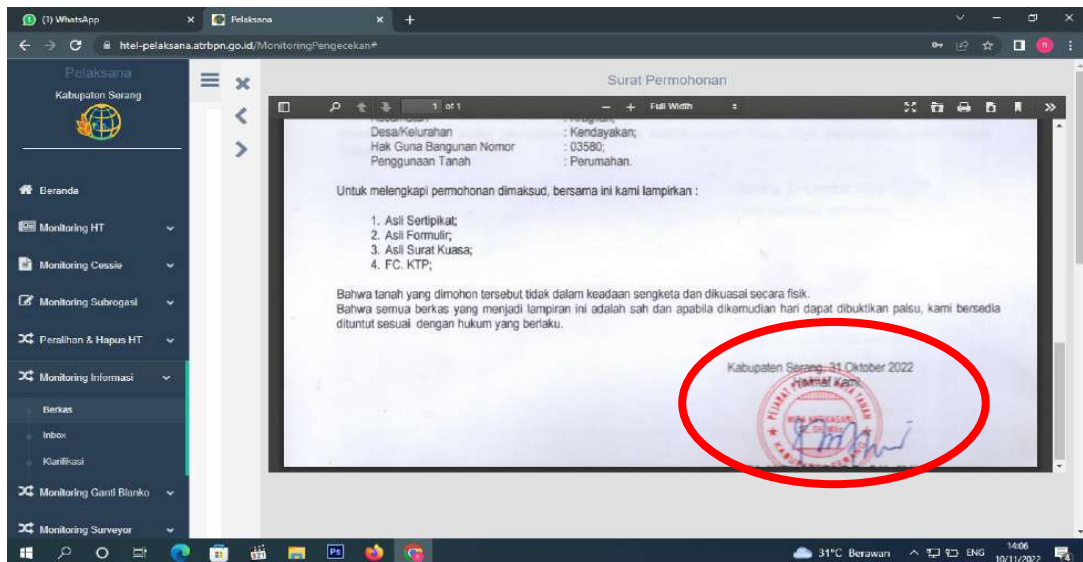 (1) WhatsApp
Pelaksana
htel-pelaksana.atrbpn.go.id/MonitoringPengecekan#
Pelaksana
Kabupaten Serang
Beranda
Monitoring HT
Monitoring Cessie
Monitoring Subrogasi
Peralihan & Hapus HT
Monitoring Informasi
Berkas
Inbox
Klarifikasi
Monitoring Ganti Blanko
Monitoring Surveyor
Surat Permohonan
1 of 1
Full Width
Desa/Kelurahan : Kendayakan;
Hak Guna Bangunan Nomor : 03580;
Penggunaan Tanah : Perumahan.
Untuk melengkapi permohonan dimaksud, bersama ini kami lampirkan :
1. Asli Sertipikat;
2. Asli Formulir;
3. Asli Surat Kuasa;
4. FC. KTP;
Bahwa tanah yang dimohon tersebut tidak dalam keadaan sengketa dan dikuasai secara fisik.
Bahwa semua berkas yang menjadi lampiran ini adalah sah dan apabila dikemudian hari dapat dibuktikan palsu, kami bersedia
dituntut sesuai dengan hukum yang berlaku.
Kabupaten Serang, 31 Oktober 2022
Hormat Kami,
31°C Berawan
ENG
14:06
10/11/2022